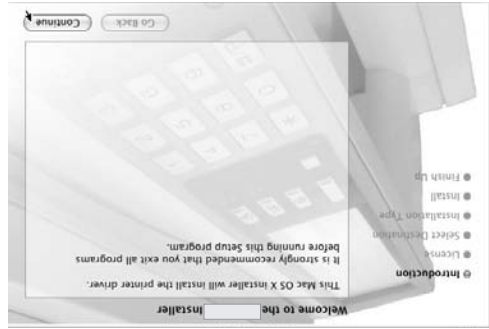 Welcome to the Installer
Introduction
License
Select Destination
Installation Type
Install
Finish Up
This Mac OS X installer will install the printer driver.
It is strongly recommended that you exit all programs
before running this Setup program.
Go Back
Continue